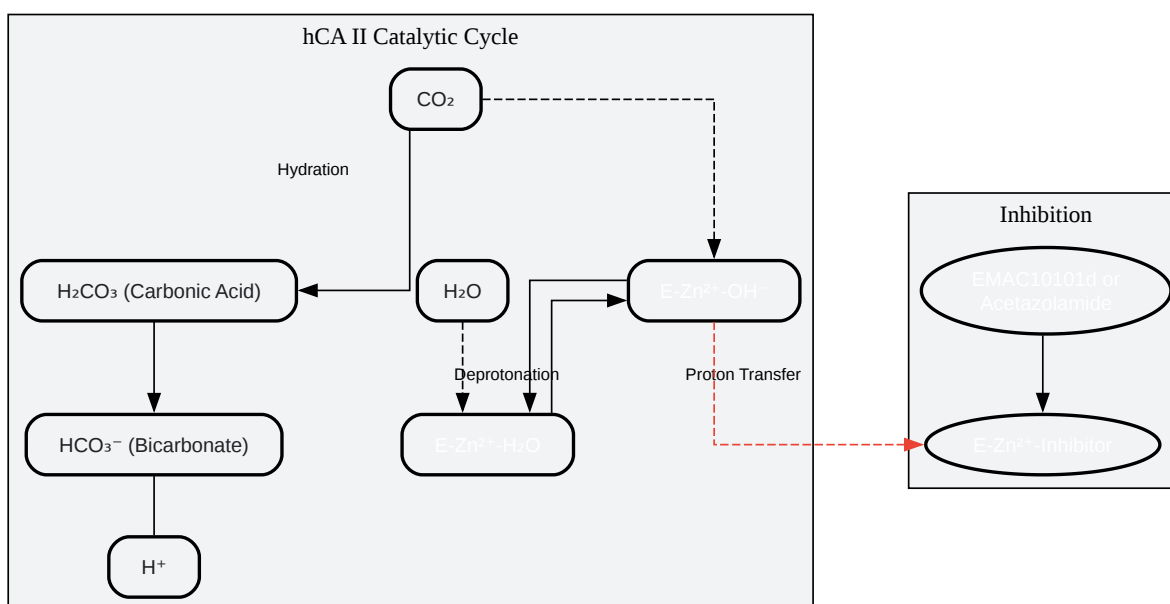 hCA II Catalytic Cycle
CO₂
Hydration
H₂CO₃ (Carbonic Acid)
H₂O
E-Zn²⁺-OH⁻
Deprotonation
Proton Transfer
HCO₃⁻ (Bicarbonate)
E-Zn²⁺-H₂O
H⁺
Inhibition
EMAC10101d or
Acetazolamide
E-Zn²⁺-Inhibitor